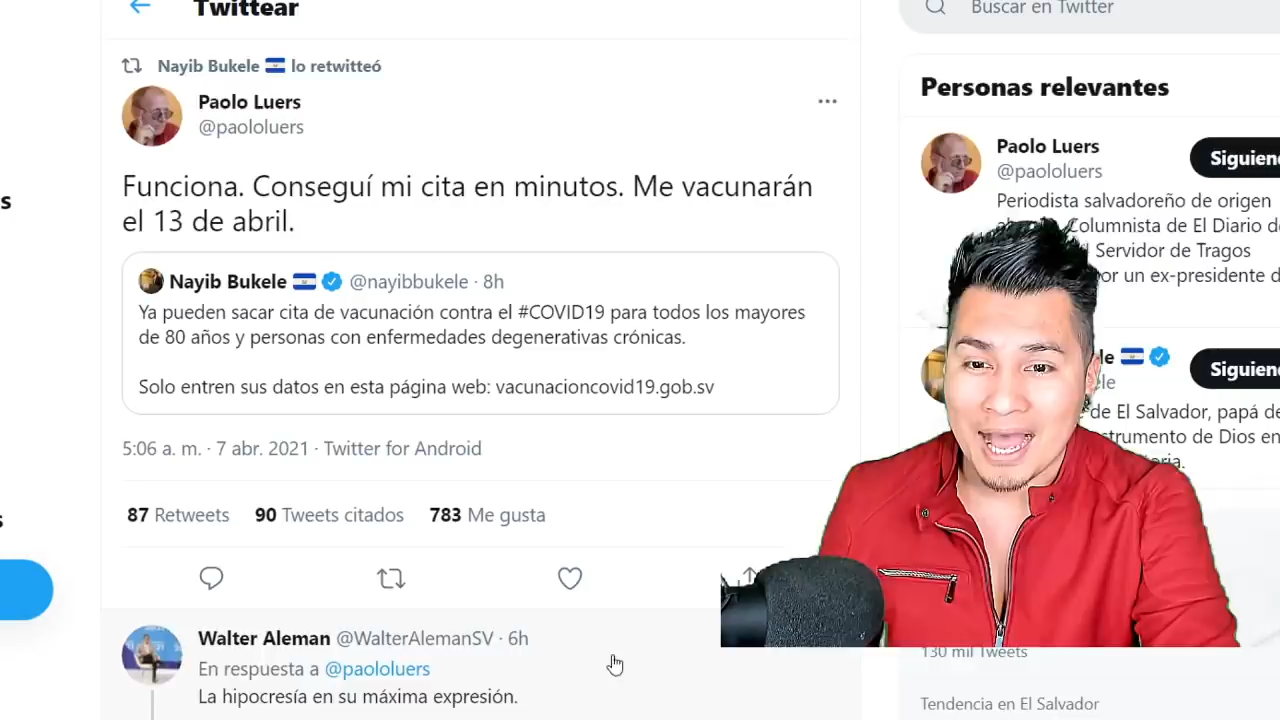 Twittear
Buscar en Twitter
Nayib Bukele lo retwitteó
Paolo Luers
@paololuers
Funciona. Conseguí mi cita en minutos. Me vacunarán
el 13 de abril.
Nayib Bukele @nayibbukele · 8h
Ya pueden sacar cita de vacunación contra el #COVID19 para todos los mayores
de 80 años y personas con enfermedades degenerativas crónicas.
Solo entren sus datos en esta página web: vacunacioncovid19.gob.sv
5:06 a. m. · 7 abr. 2021 · Twitter for Android
87 Retweets 90 Tweets citados 783 Me gusta
Walter Aleman @WalterAlemanSV · 6h
En respuesta a @paololuers
La hipocresía en su máxima expresión.
Personas relevantes
Paolo Luers
@paololuers
Siguien
Periodista salvadoreño de origen
Columnista de El Diario de
l Servidor de Tragos
por un ex-presidente d
le
Siguien
ele
de El Salvador, papá de
strumento de Dios en
oria.
130 mil Tweets
Tendencia en El Salvador